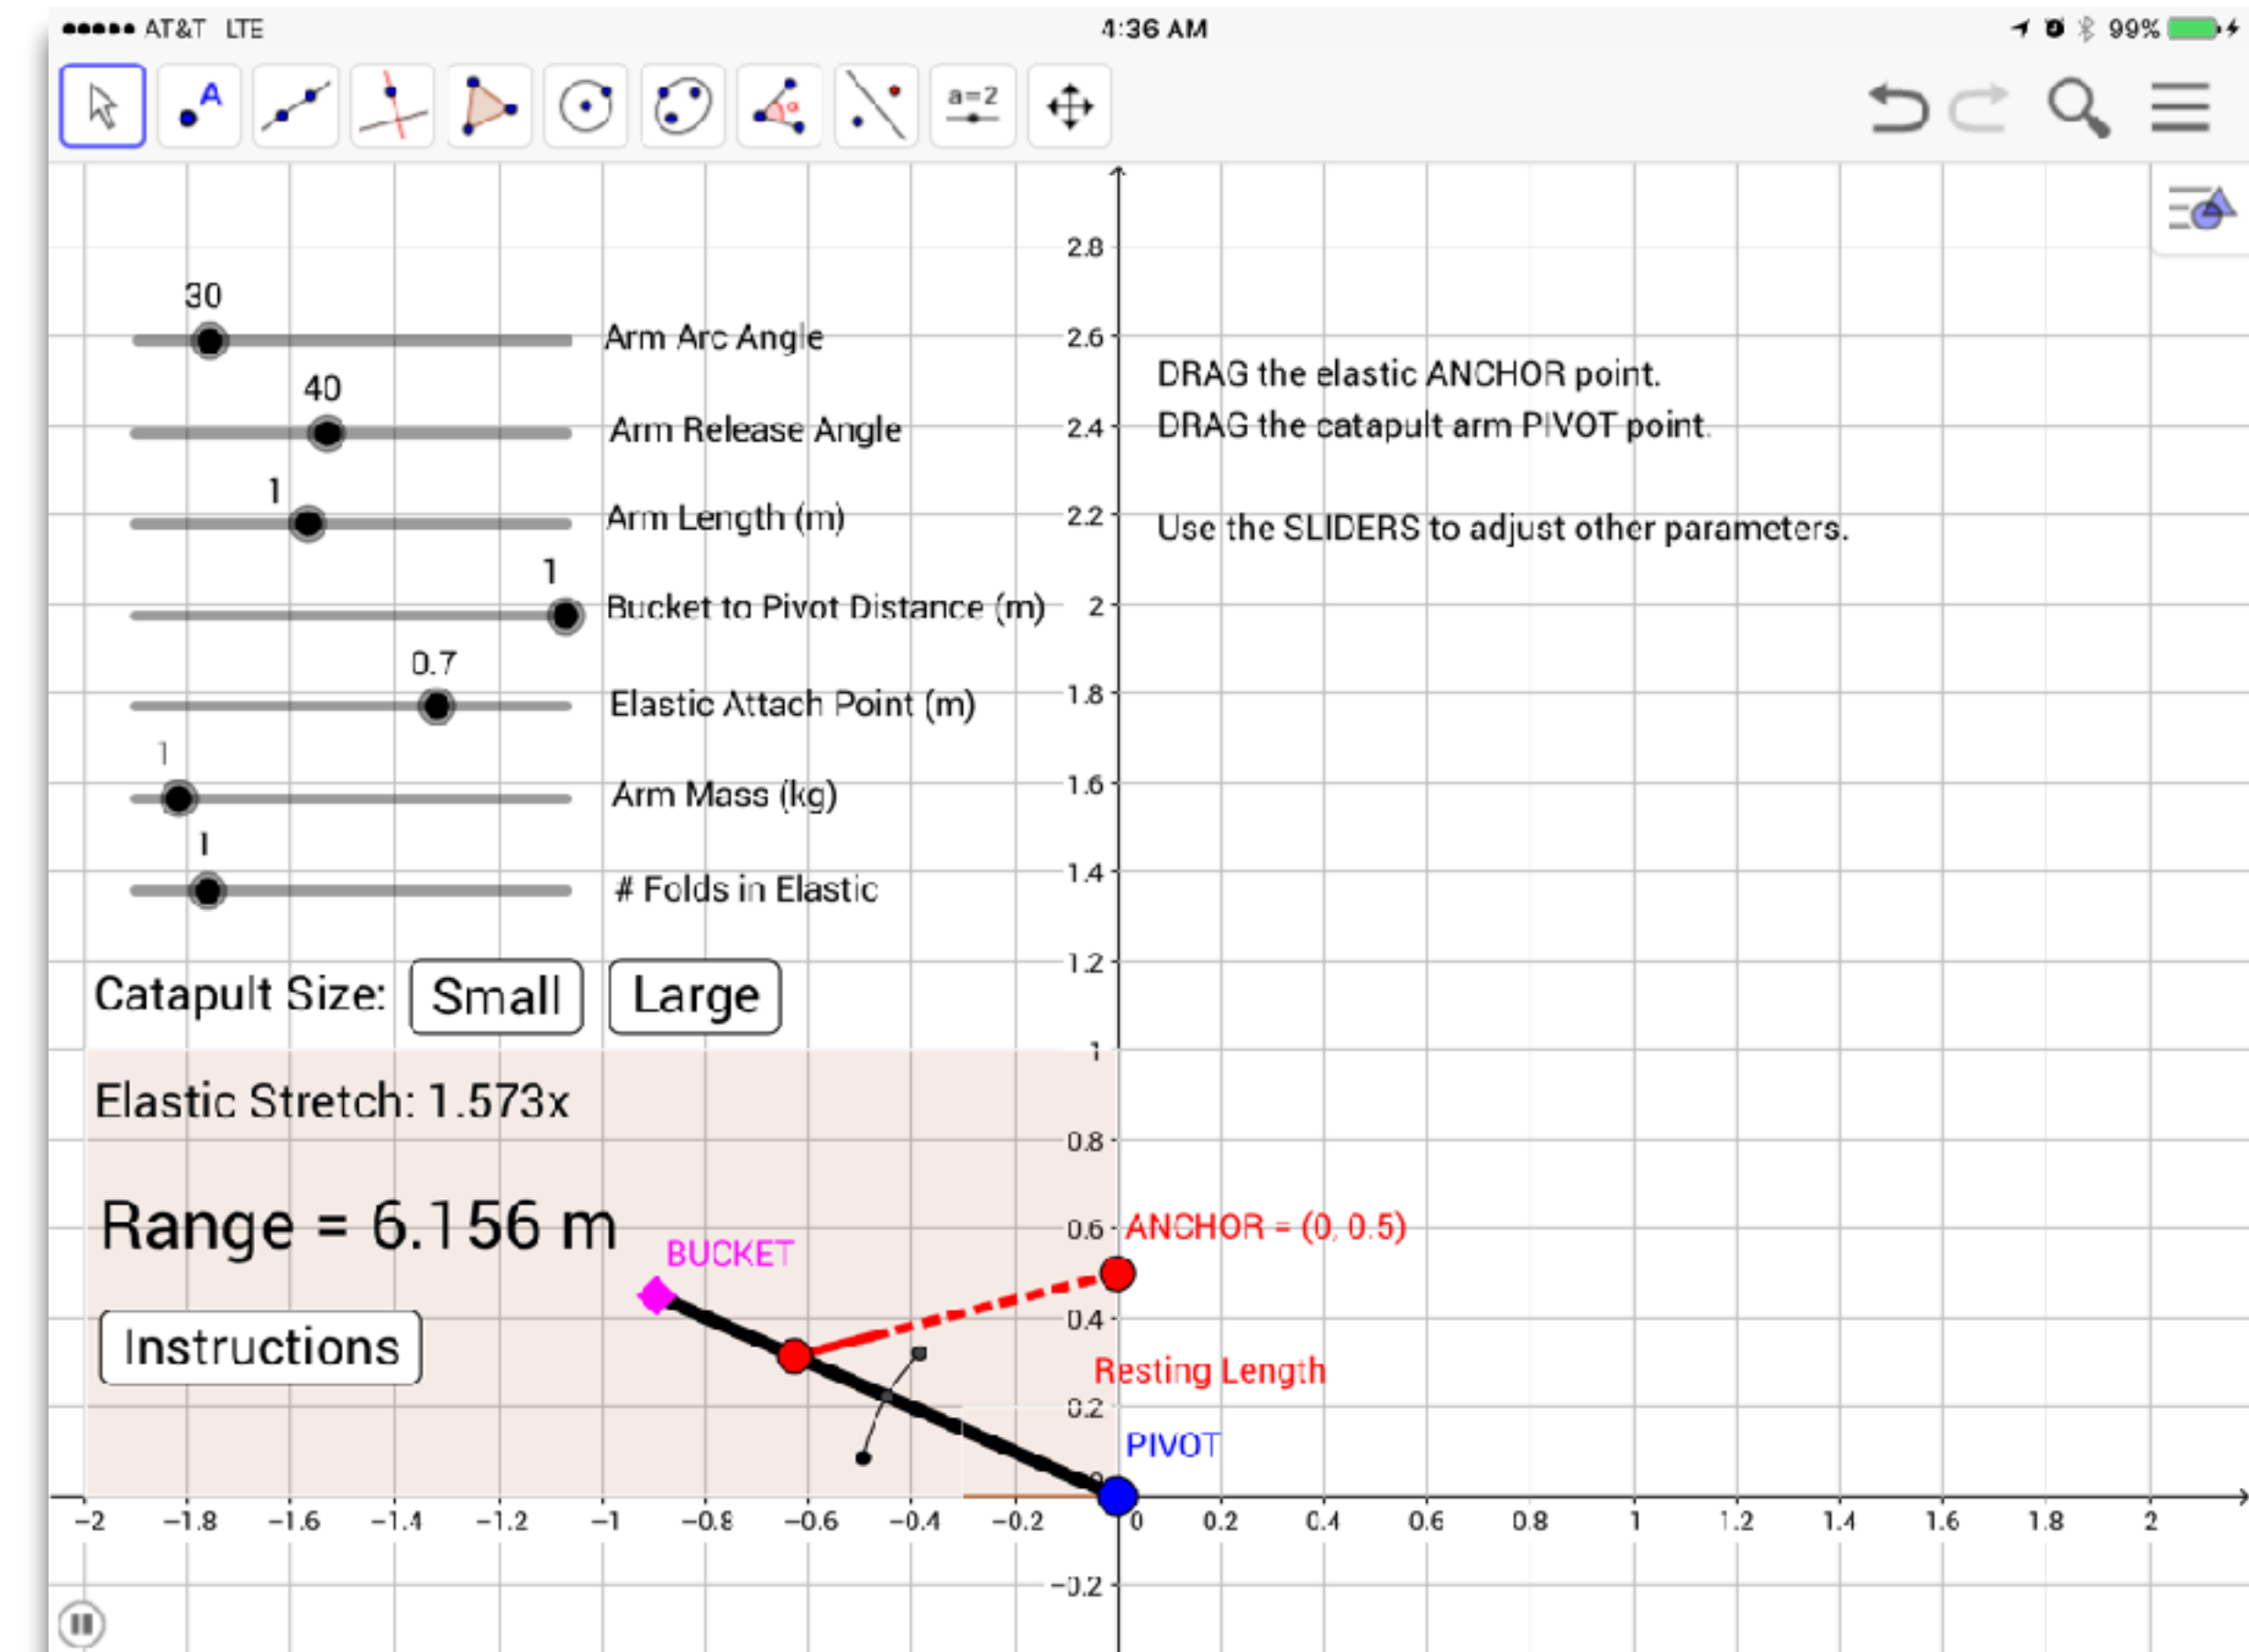 AT&T LTE 4:36 AM 99%
A
α
a=2
2.8
30
Arm Arc Angle
2.6
DRAG the elastic ANCHOR point.
40
Arm Release Angle
2.4
DRAG the catapult arm PIVOT point.
1
Arm Length (m)
2.2
Use the SLIDERS to adjust other parameters.
1
Bucket to Pivot Distance (m)
2
0.7
Elastic Attach Point (m)
1.8
1
Arm Mass (kg)
1.6
1
# Folds in Elastic
1.4
Catapult Size: Small Large
1.2
1
Elastic Stretch: 1.573x
0.8
Range = 6.156 m
BUCKET
0.6
ANCHOR = (0, 0.5)
Instructions
0.4
Resting Length
0.2
PIVOT
0
−2 −1.8 −1.6 −1.4 −1.2 −1 −0.8 −0.6 −0.4 −0.2 0 0.2 0.4 0.6 0.8 1 1.2 1.4 1.6 1.8 2
−0.2